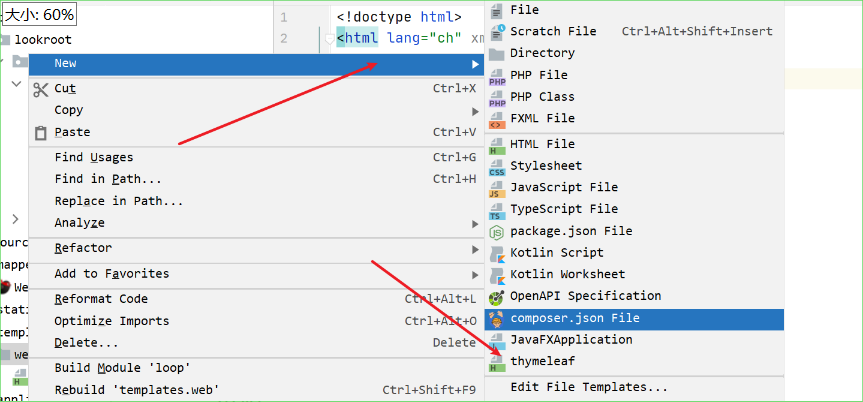 大小: 60%
lookroot
1 <!doctype html>
2 <html lang="ch" xm
New
Cut Ctrl+X
Copy
Paste Ctrl+V
Find Usages Ctrl+G
Find in Path... Ctrl+H
Replace in Path...
Analyze
Refactor
Add to Favorites
Reformat Code Ctrl+Alt+L
Optimize Imports Ctrl+Alt+O
Delete... Delete
Build Module 'loop'
Rebuild 'templates.web' Ctrl+Shift+F9
File
Scratch File Ctrl+Alt+Shift+Insert
Directory
PHP File
PHP Class
FXML File
HTML File
Stylesheet
JavaScript File
TypeScript File
package.json File
Kotlin Script
Kotlin Worksheet
OpenAPI Specification
composer.json File
JavaFXApplication
thymeleaf
Edit File Templates...
sour
mappe
We
stati
templ
we
appli